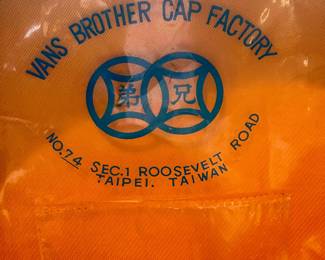 VANS BROTHER CAP FACTORY
弟 兄
NO.74 SEC.1 ROOSEVELT ROAD
TAIPEI. TAIWAN